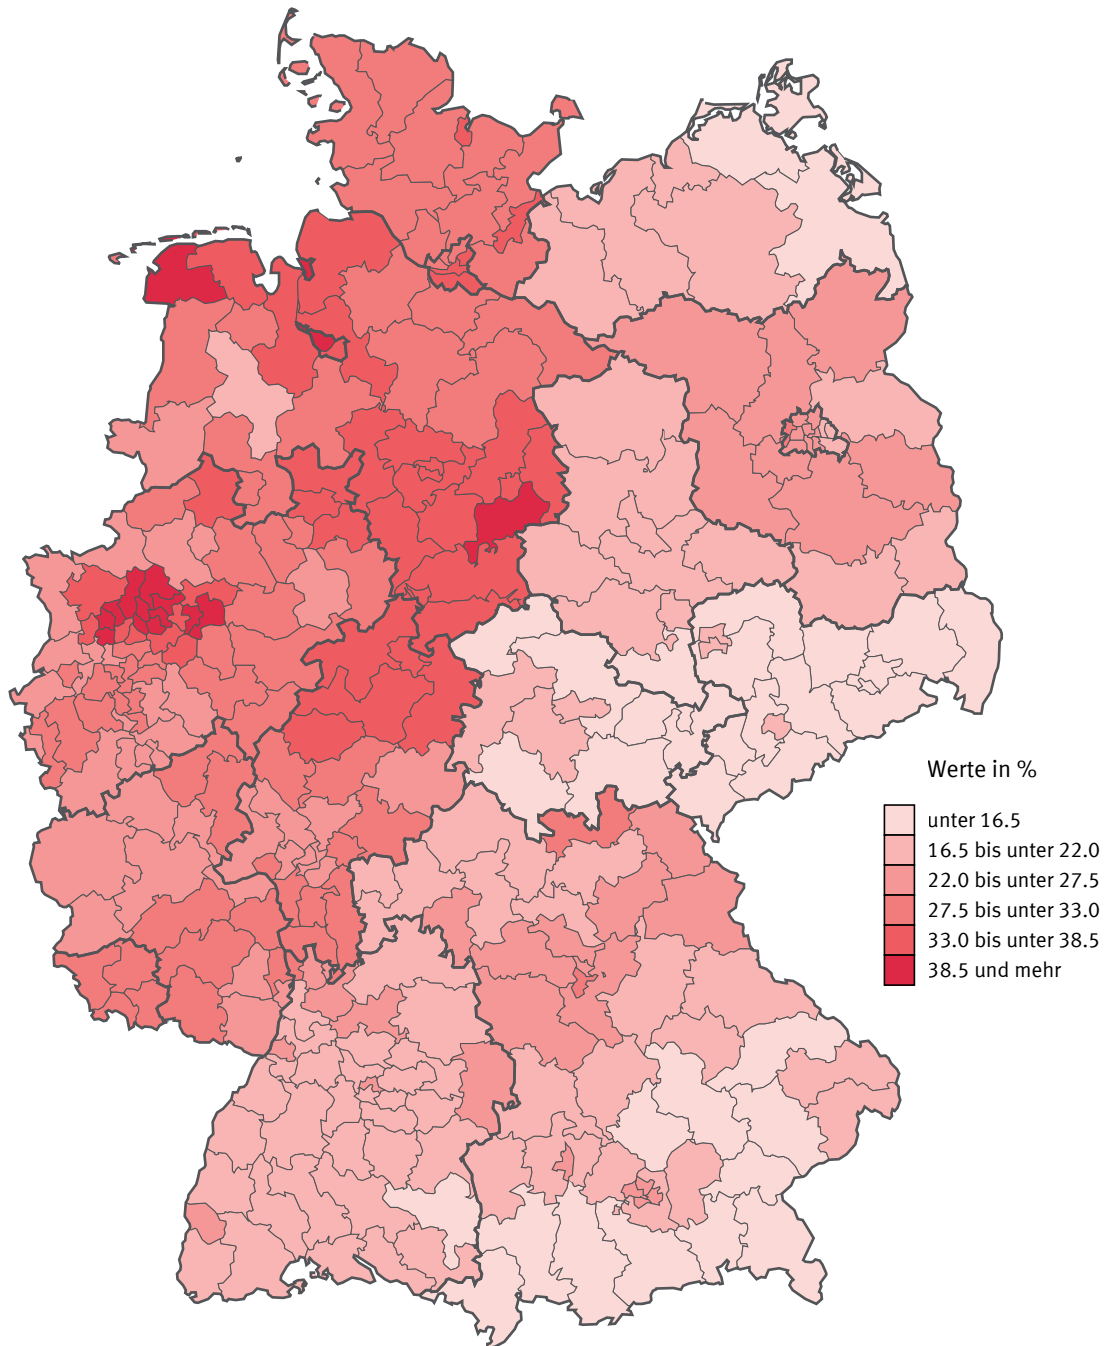 Werte in %
unter 16.5
16.5 bis unter 22.0
22.0 bis unter 27.5
27.5 bis unter 33.0
33.0 bis unter 38.5
38.5 und mehr